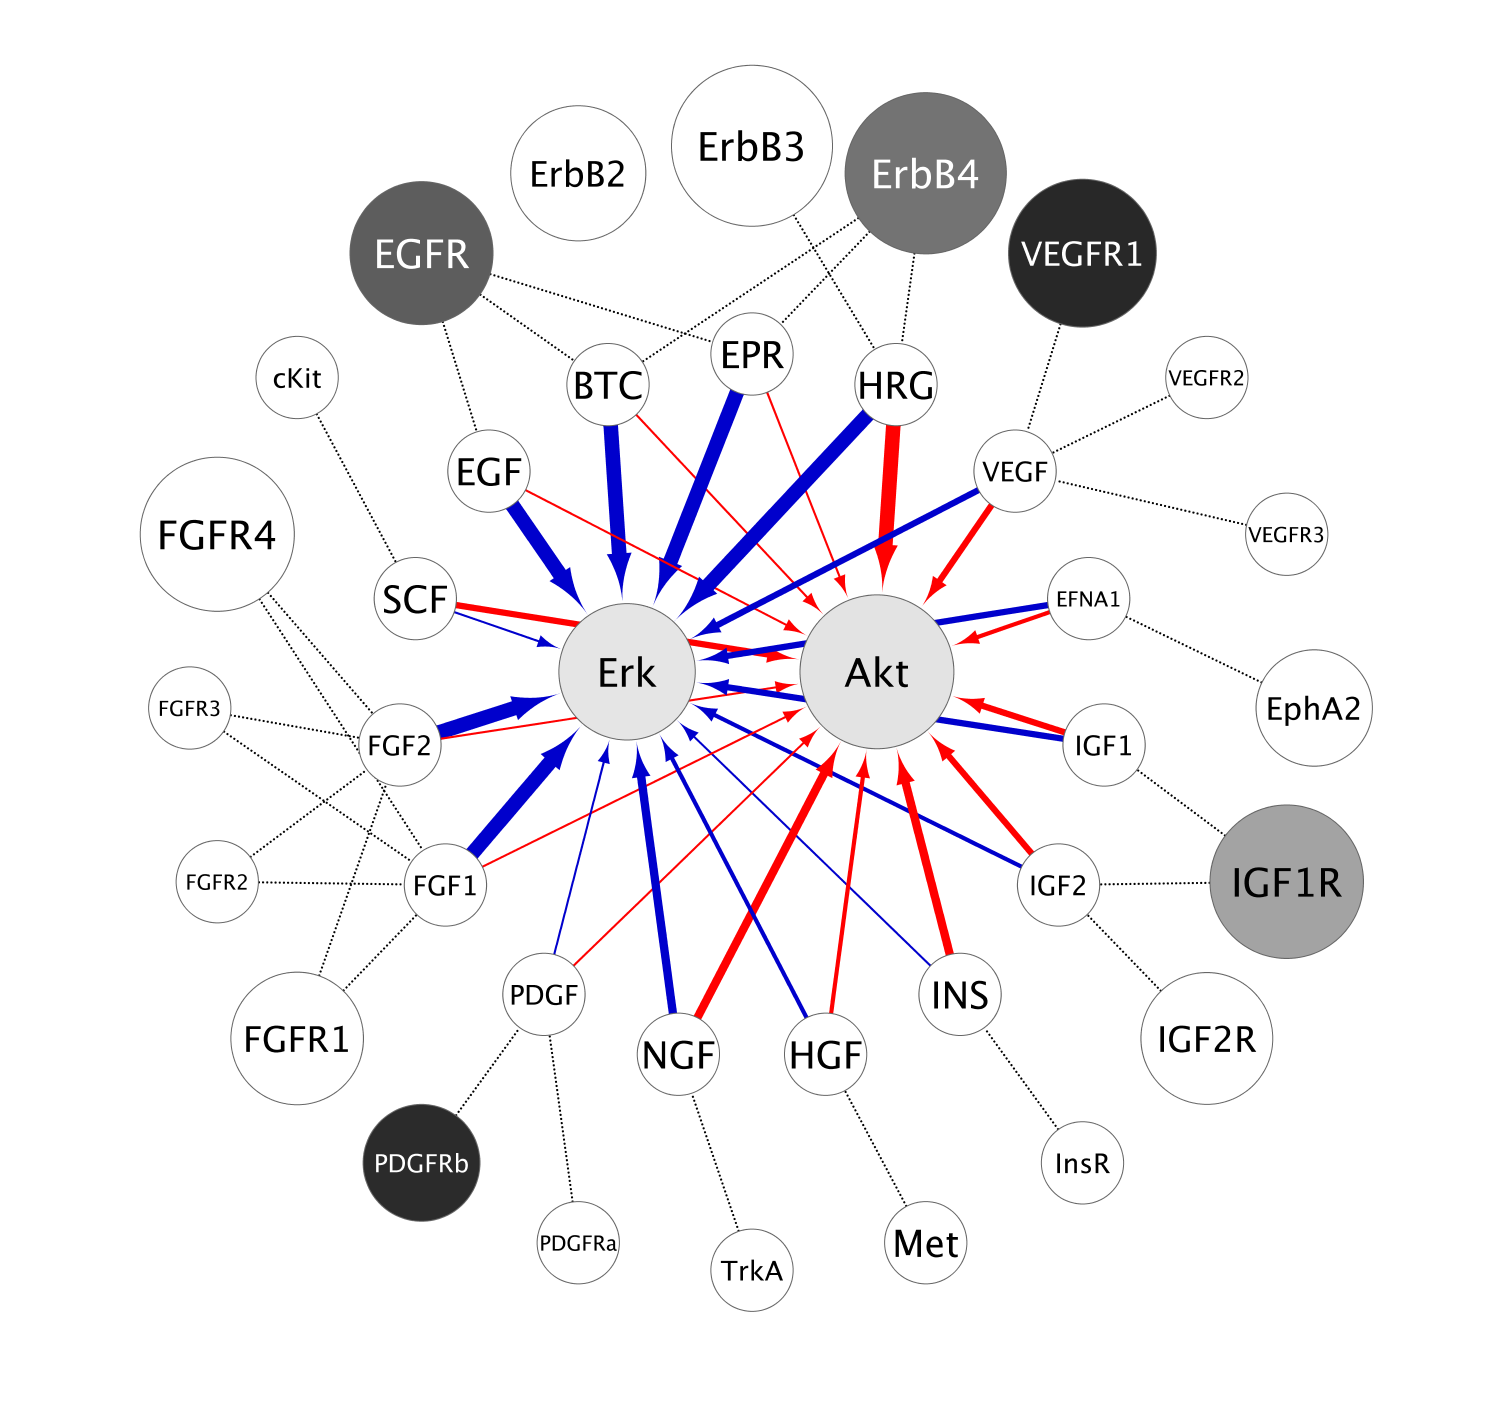 ErbB3
ErbB2
ErbB4
EGFR
VEGFR1
EPR
cKit
BTC
HRG
VEGFR2
EGF
VEGF
FGFR4
VEGFR3
SCF
EFNA1
Erk
Akt
FGFR3
EphA2
FGF2
IGF1
FGFR2
FGF1
IGF2
IGF1R
PDGF
INS
FGFR1
NGF
HGF
IGF2R
PDGFRb
InsR
PDGFRa
TrkA
Met